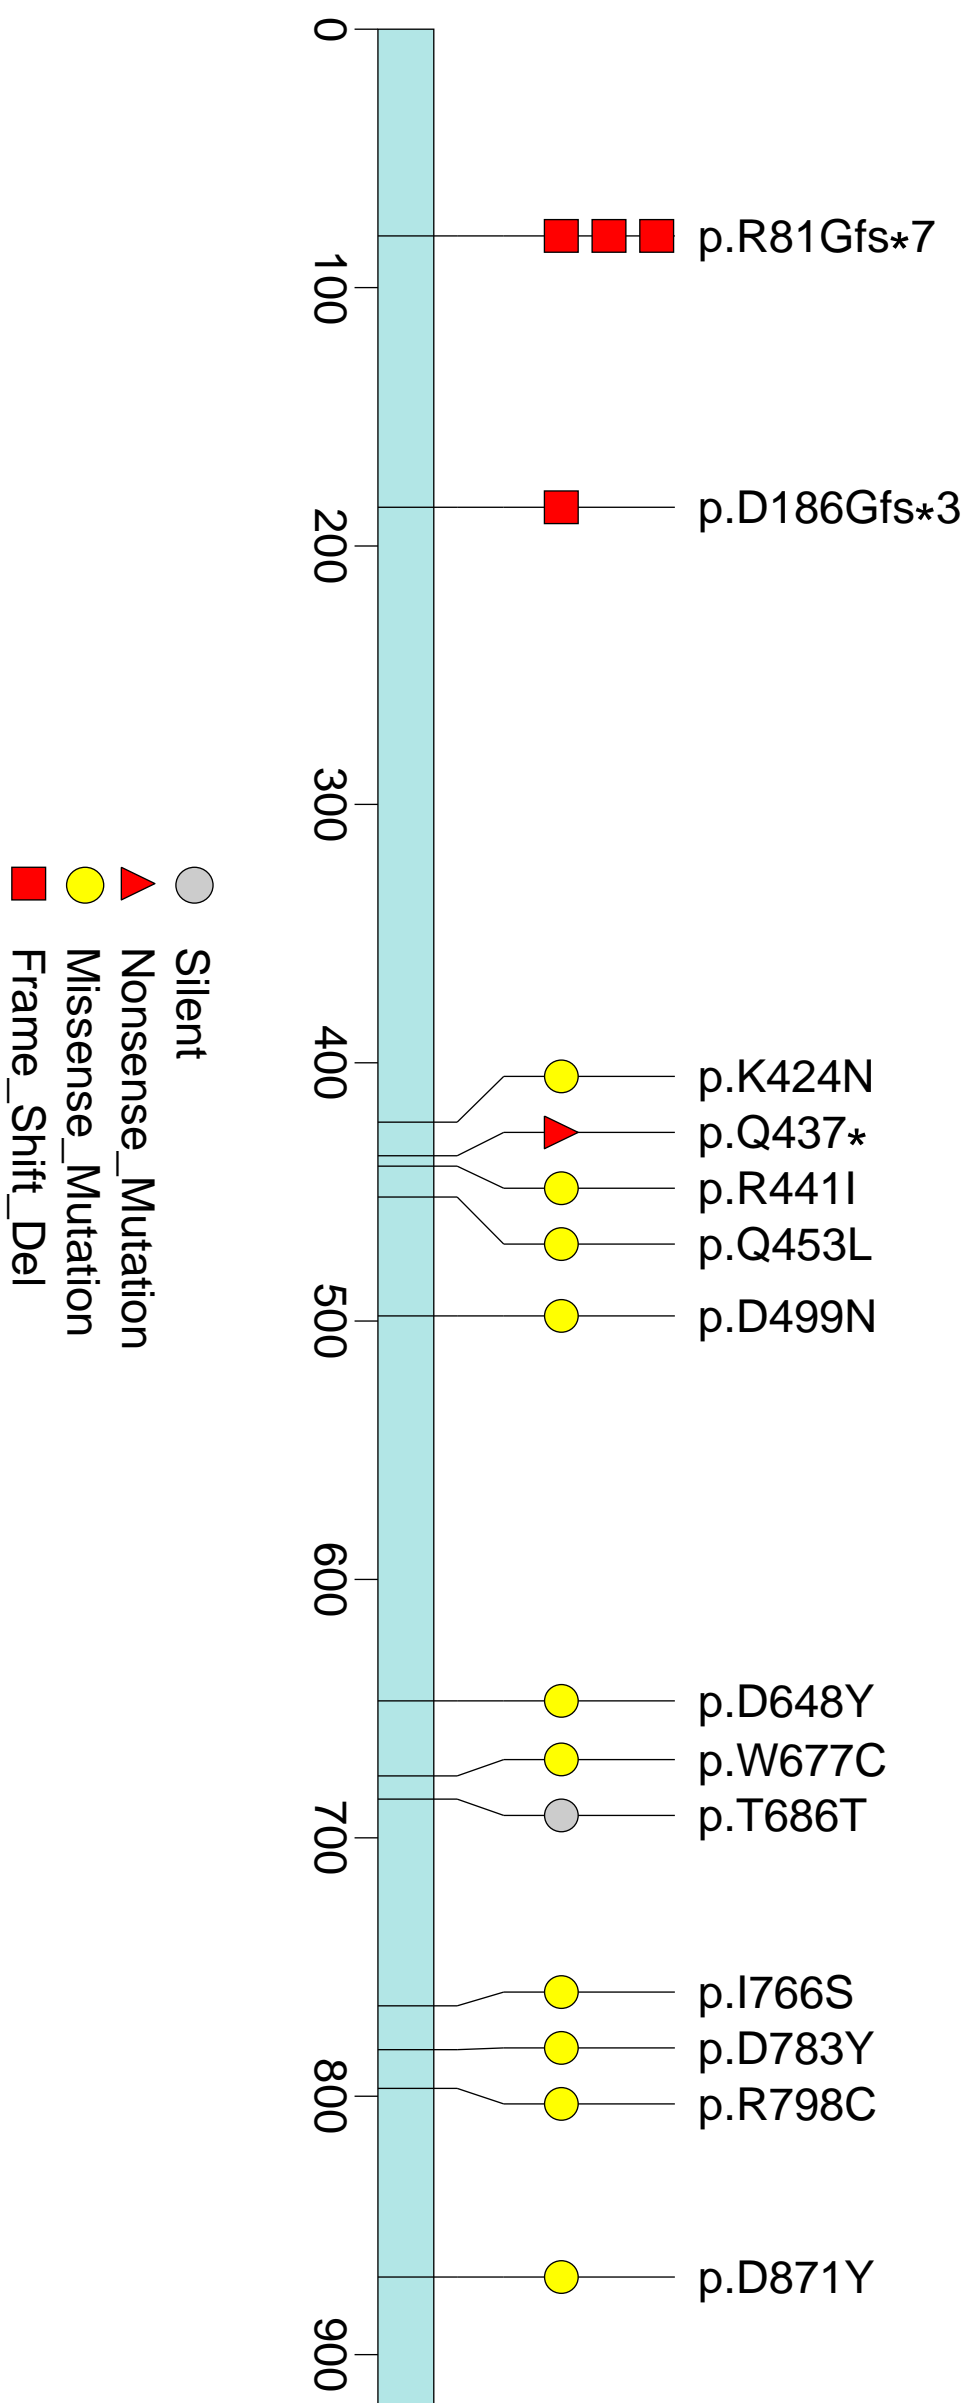 p.R81Gfs*7
p.D186Gfs*3
p.K424N
p.Q437*
p.R441I
p.Q453L
p.D499N
p.D648Y
p.W677C
p.T686T
p.I766S
p.D783Y
p.R798C
p.D871Y
0
100
200
300
400
500
600
700
800
900
Silent
Nonsense_Mutation
Missense_Mutation
Frame_Shift_Del